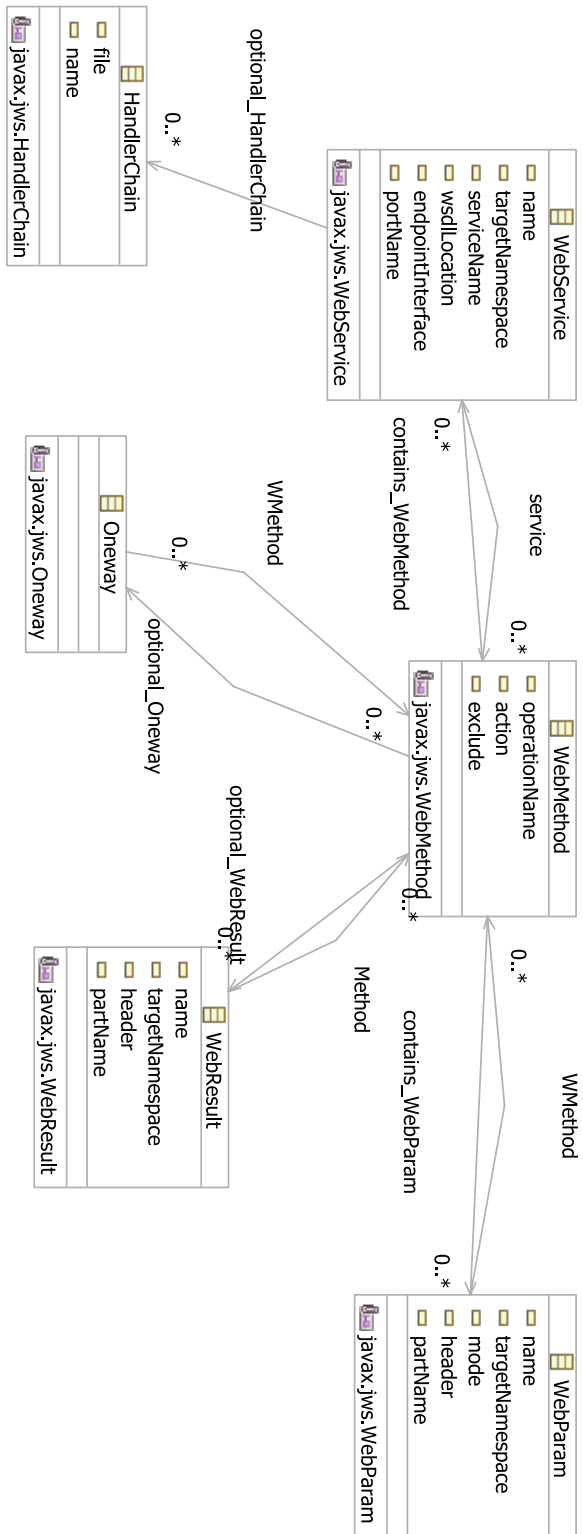 WebService
name
targetNamespace
serviceName
wsdlLocation
endpointInterface
portName
javax.jws.WebService
service
0..*
0..*
contains_WebMethod
WebMethod
operationName
action
exclude
javax.jws.WebMethod
WMethod
0..*
0..*
contains_WebParam
WebParam
name
targetNamespace
mode
header
partName
javax.jws.WebParam
optional_HandlerChain
0..*
HandlerChain
file
name
javax.jws.HandlerChain
WMethod
0..*
0..*
optional_Oneway
Oneway
javax.jws.Oneway
Method
0..*
0..*
optional_WebResult
WebResult
name
targetNamespace
header
partName
javax.jws.WebResult